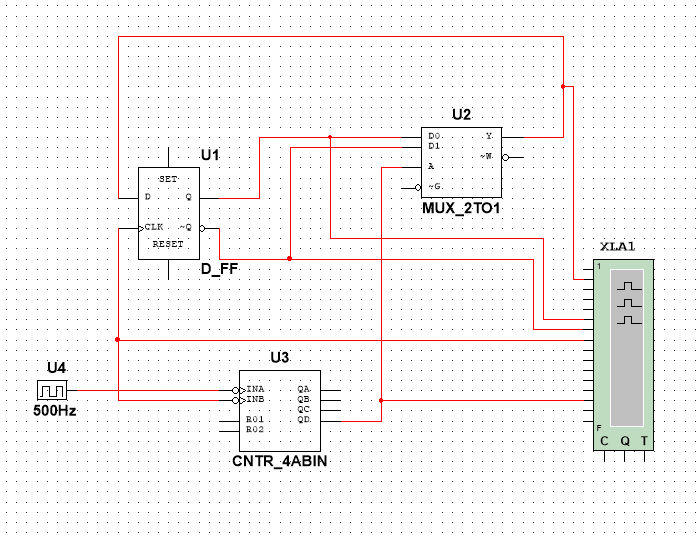 U2
D0 Y
D1
~W
A
~G
MUX_2TO1
U1
SET
D Q
CLK ~Q
RESET
D_FF
XLA1
1
F
C Q T
U3
U4
500Hz
INA QA
INB QB
QC
R01 QD
R02
CNTR_4ABIN